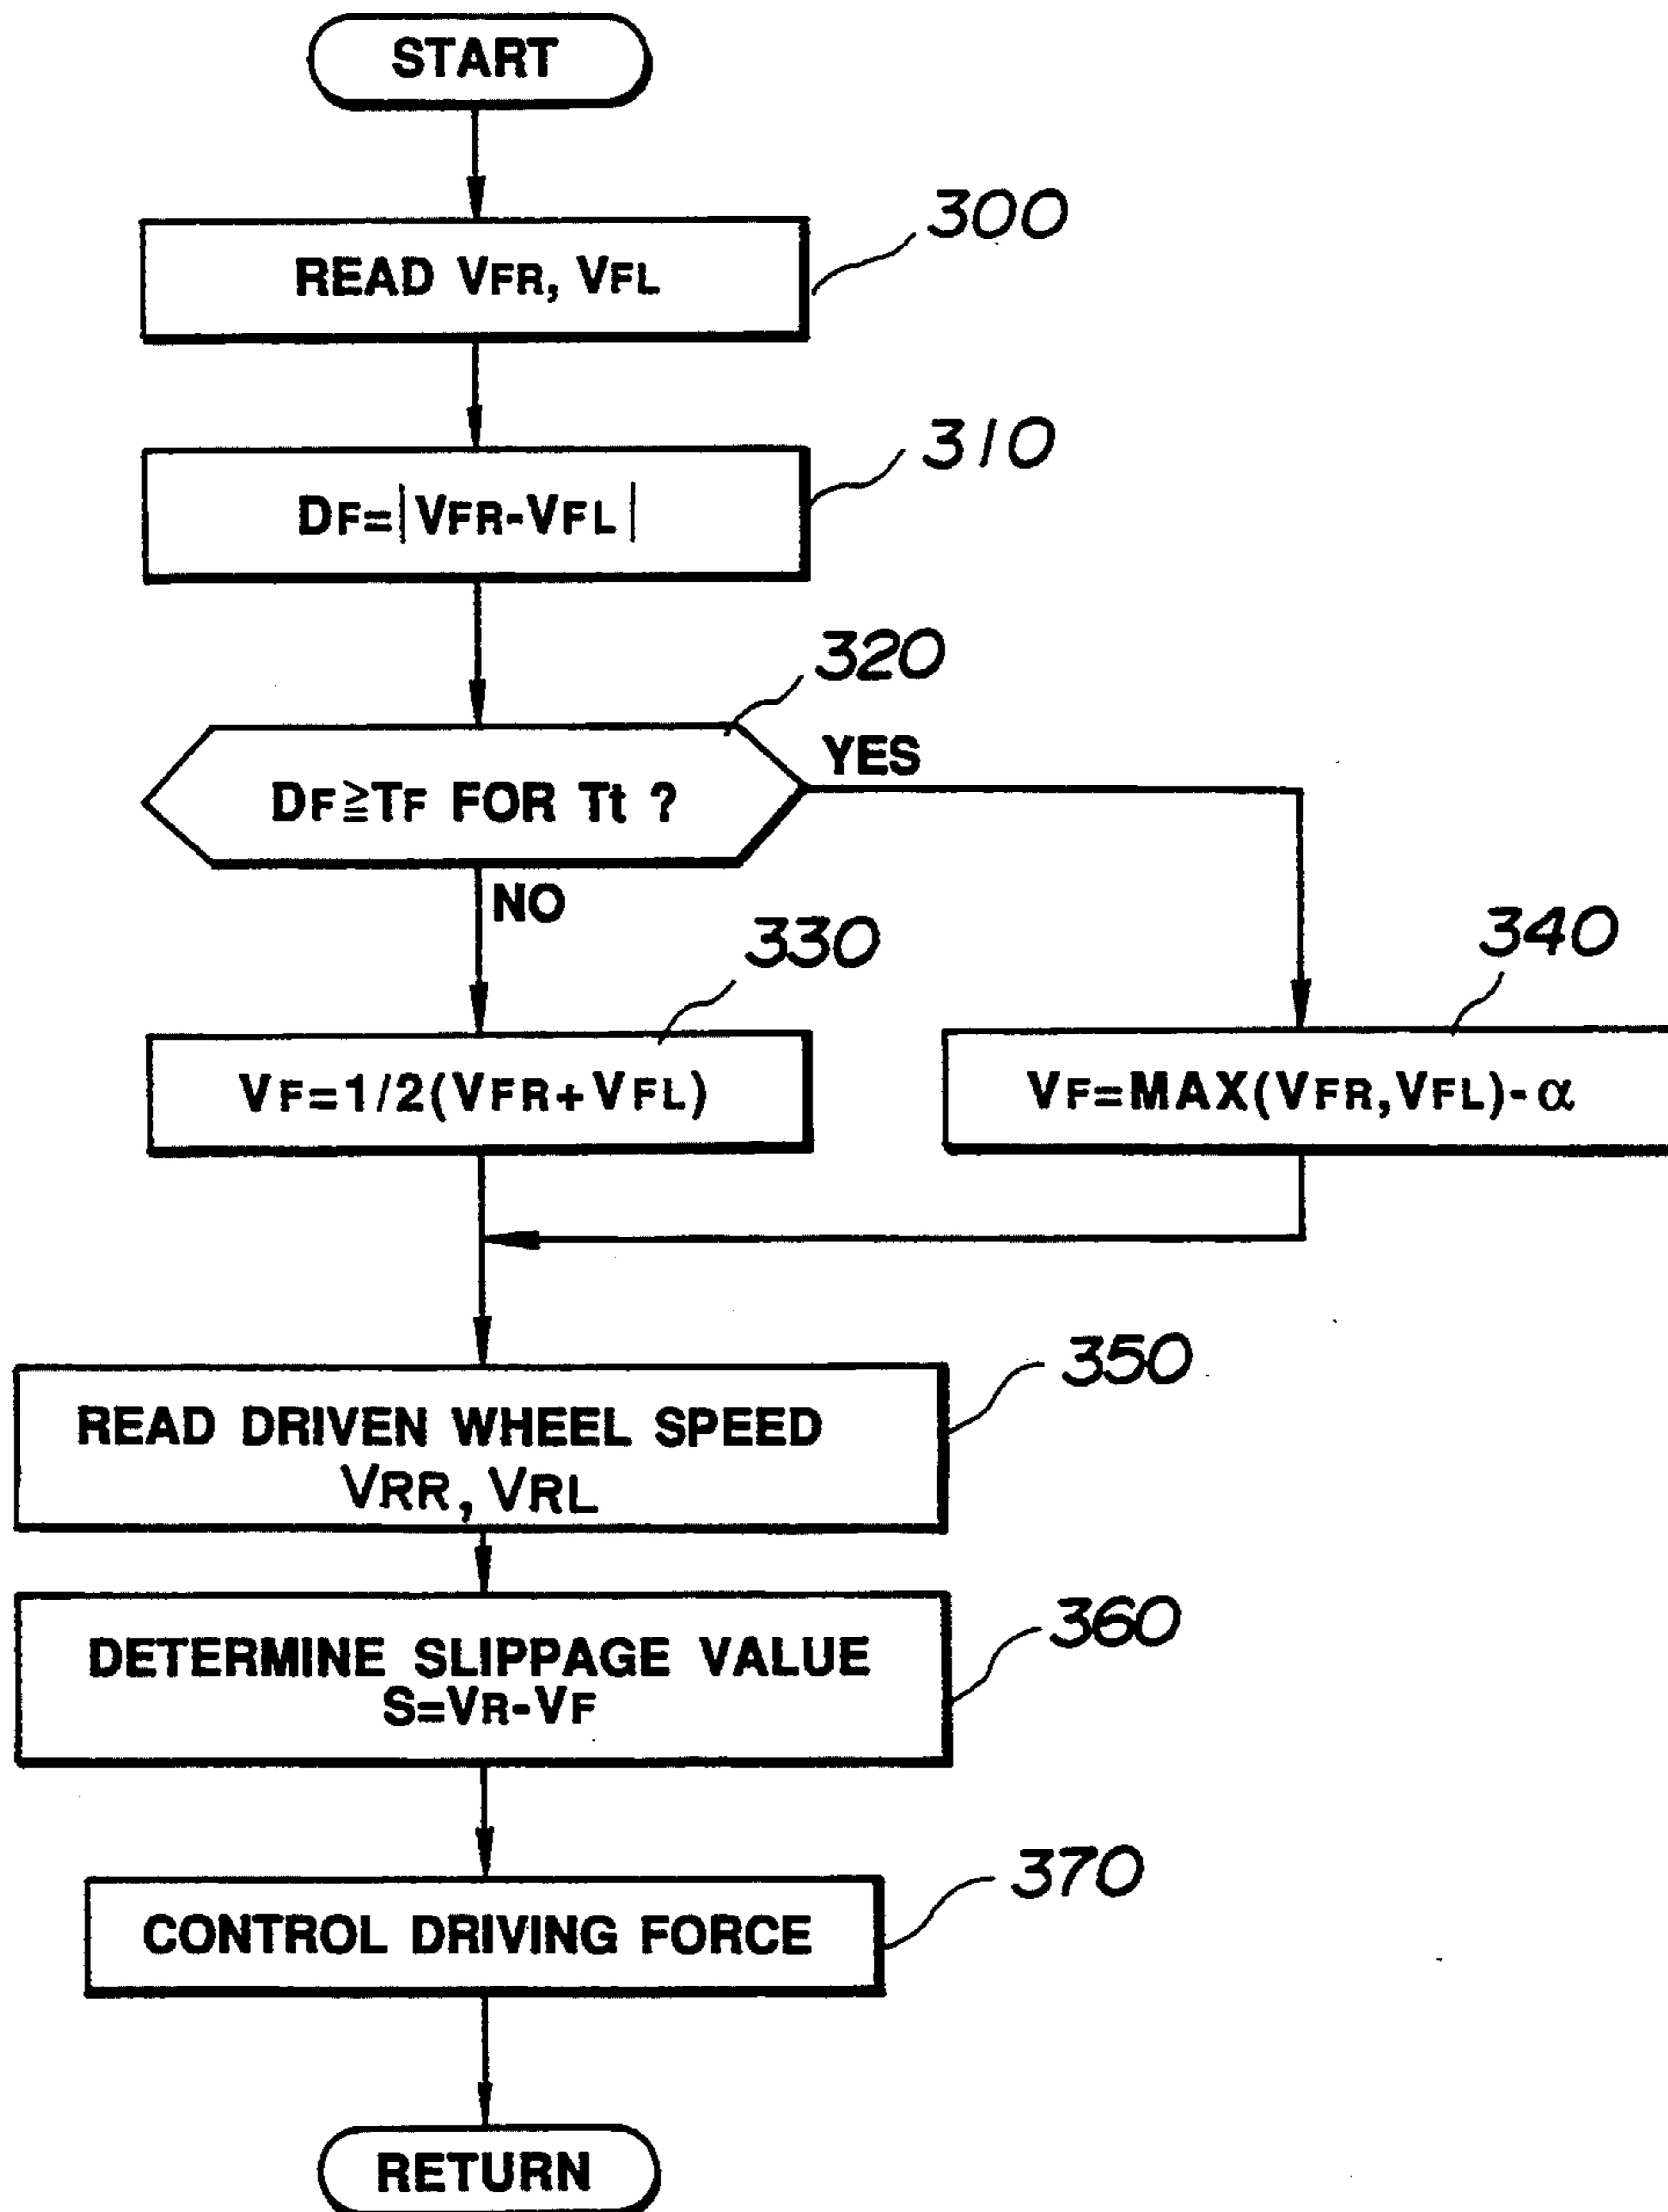 START
300
READ VFR, VFL
310
DF=|VFR-VFL|
320
YES
DF≧TF FOR Tt ?
NO
330
340
VF=1/2(VFR+VFL)
VF=MAX(VFR,VFL)-α
350
READ DRIVEN WHEEL SPEED
VRR, VRL
360
DETERMINE SLIPPAGE VALUE
S=VR-VF
370
CONTROL DRIVING FORCE
RETURN